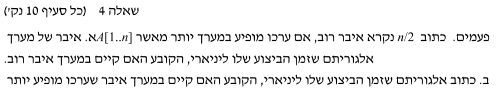 שאלה 4 (כל סעיף 10 נק')
פעמים. כתוב n/2 נקרא איבר רוב, אם ערכו מופיע במערך יותר מאשר A[1..n]א. איבר של מערך
אלגוריתם שזמן הביצוע שלו ליניארי, הקובע האם קיים במערך איבר רוב.
ב. כתוב אלגוריתם שזמן הביצוע שלו ליניארי, הקובע האם קיים במערך איבר שערכו מופיע יותר